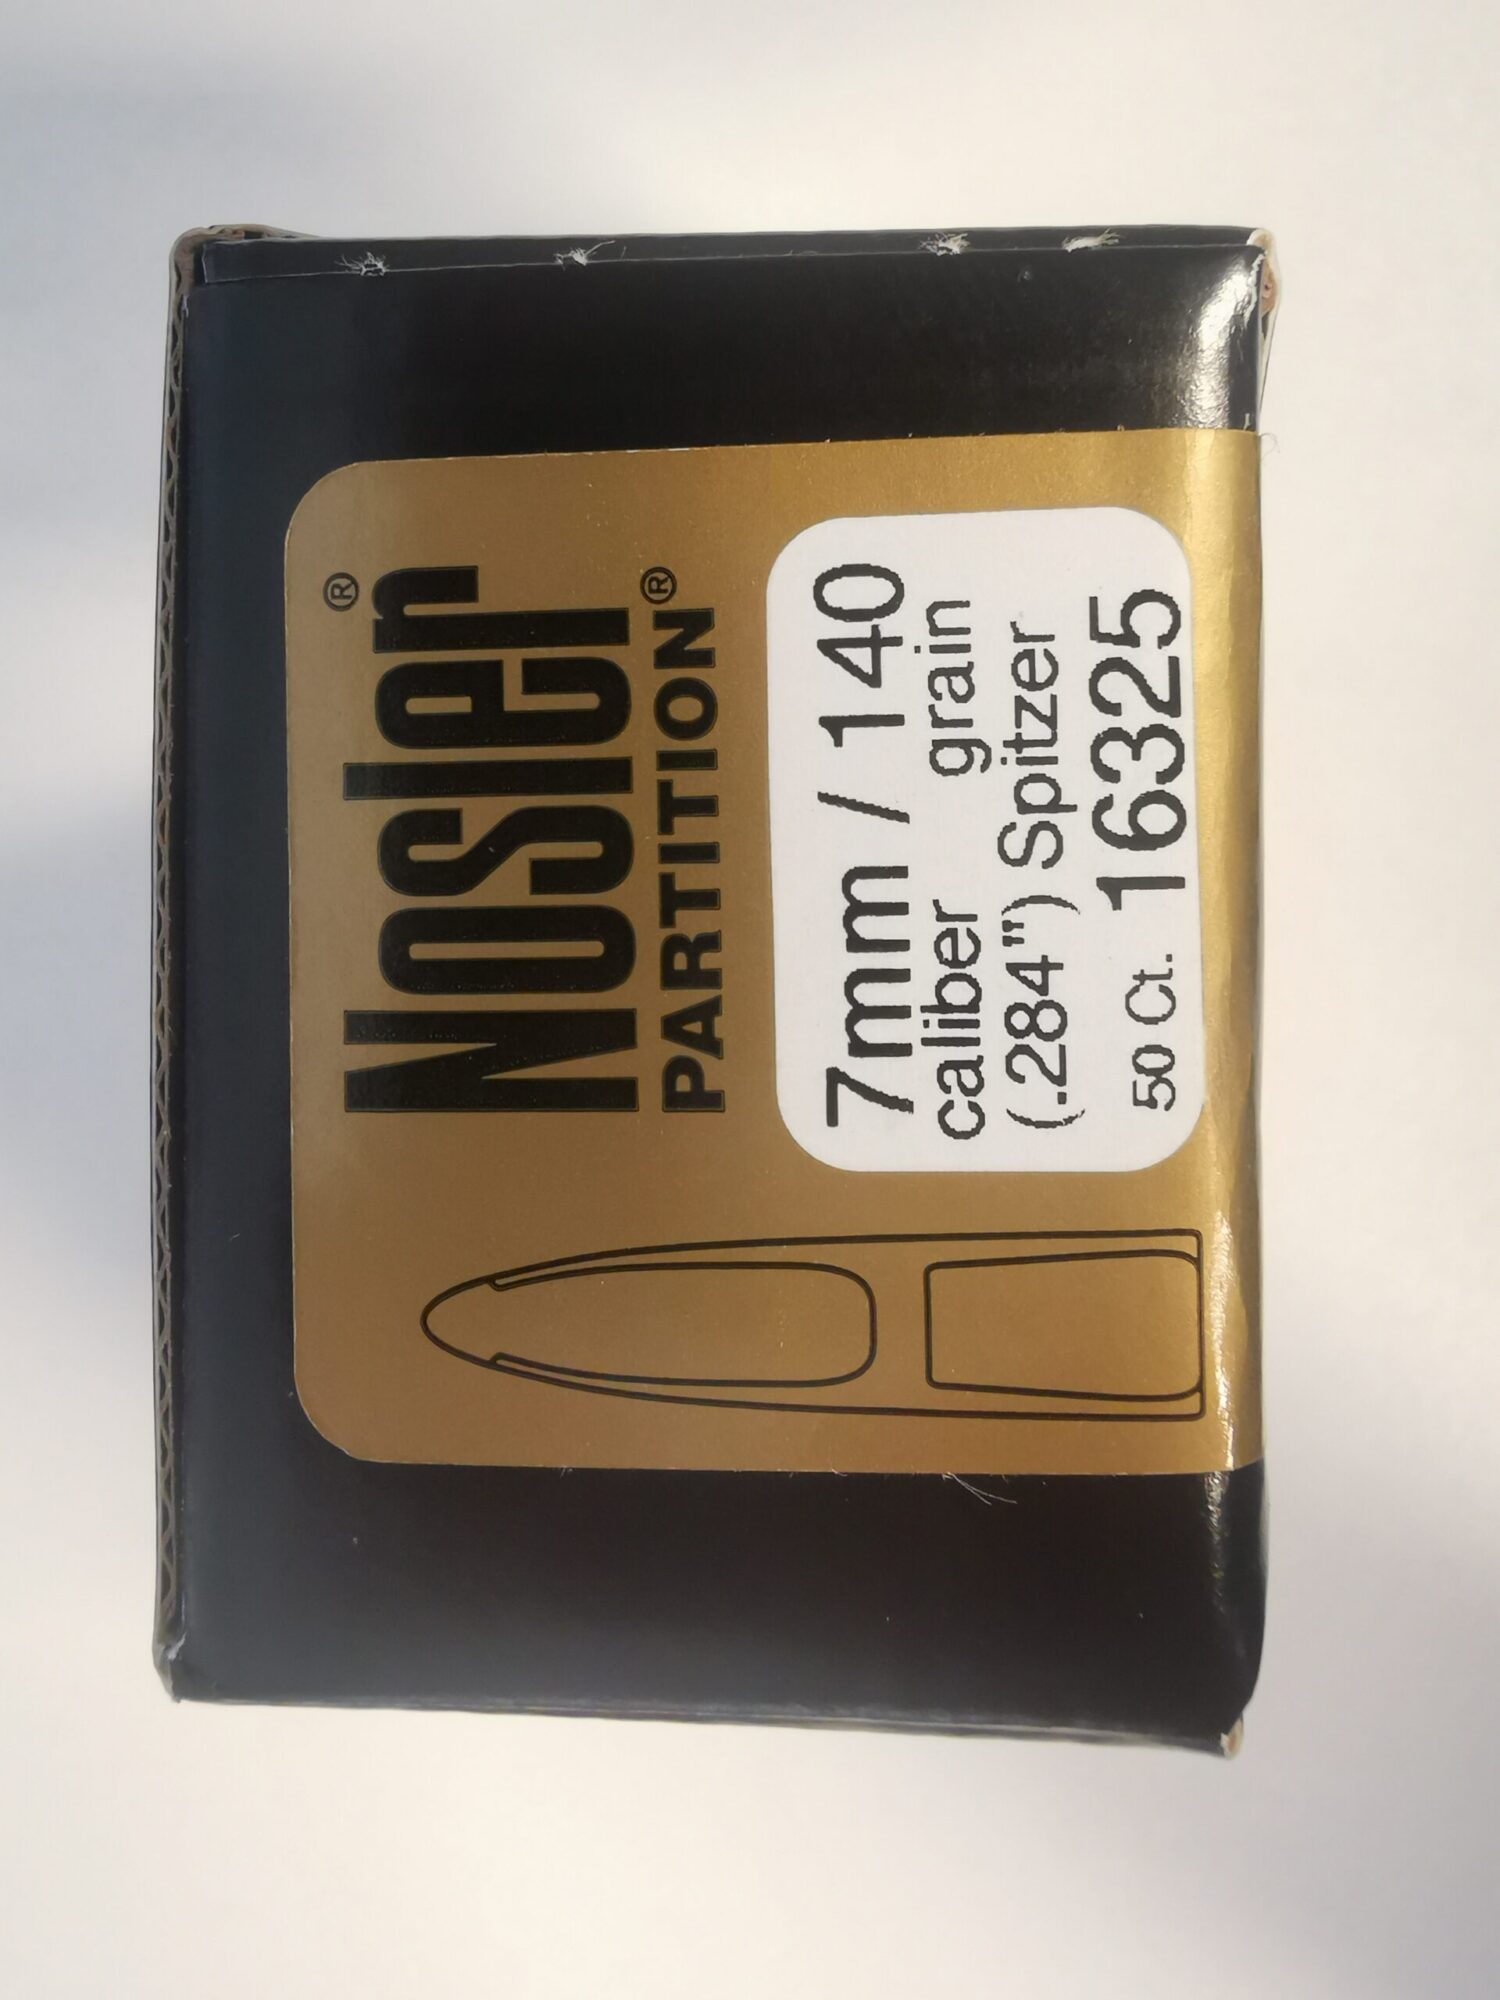 Nosler®
PARTITION®
7mm / 140
caliber grain
(.284") Spitzer
50 Ct. 16325